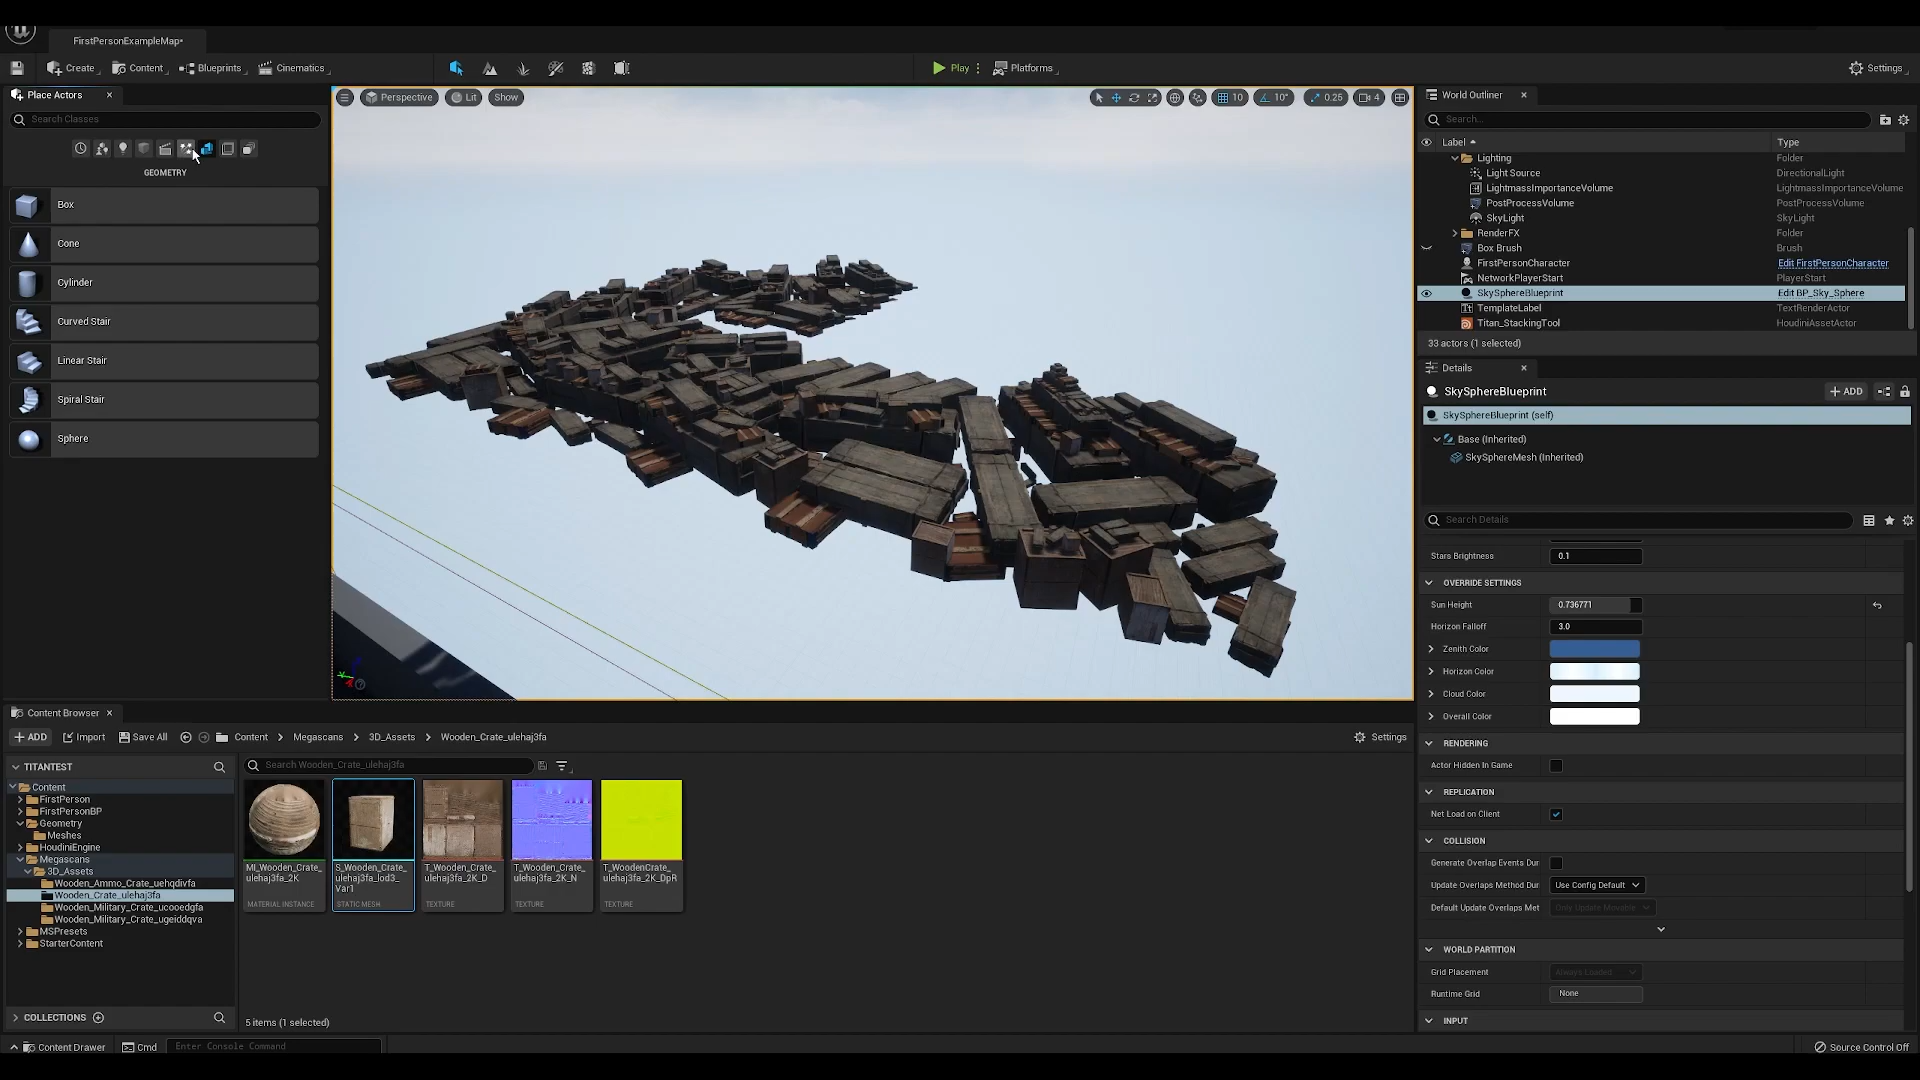 FirstPersonExampleMap*
Create
Content
Blueprints
Cinematics
Play
Platforms
Settings
Place Actors
Search Classes
GEOMETRY
Box
Cone
Cylinder
Curved Stair
Linear Stair
Spiral Stair
Sphere
Perspective
Lit
Show
10
10°
0.25
4
World Outliner
Search...
Label
Type
Lighting
Folder
Light Source
DirectionalLight
LightmassImportanceVolume
LightmassImportanceVolume
PostProcessVolume
PostProcessVolume
SkyLight
SkyLight
RenderFX
Folder
Box Brush
Brush
FirstPersonCharacter
Edit FirstPersonCharacter
NetworkPlayerStart
PlayerStart
SkySphereBlueprint
Edit BP_Sky_Sphere
TemplateLabel
TextRenderActor
Titan_StackingTool
HoudiniAssetActor
33 actors (1 selected)
Details
SkySphereBlueprint
+ ADD
SkySphereBlueprint (self)
Base (Inherited)
SkySphereMesh (Inherited)
Search Details
Stars Brightness
0.1
OVERRIDE SETTINGS
Sun Height
0.736771
Horizon Falloff
3.0
Zenith Color
Horizon Color
Cloud Color
Overall Color
RENDERING
Actor Hidden In Game
REPLICATION
Net Load on Client
COLLISION
Generate Overlap Events Dur
Update Overlaps Method Dur
Use Config Default
Default Update Overlaps Met
Only Update Movable
WORLD PARTITION
Grid Placement
Always Loaded
Runtime Grid
None
INPUT
Content Browser
+ ADD
Import
Save All
Content
Megascans
3D_Assets
Wooden_Crate_ulehaj3fa
Settings
TITANTEST
Content
FirstPerson
FirstPersonBP
Geometry
Meshes
HoudiniEngine
Megascans
3D_Assets
Wooden_Ammo_Crate_uehqdivfa
Wooden_Crate_ulehaj3fa
Wooden_Military_Crate_ucooedgfa
Wooden_Military_Crate_ugeiddqva
MSPresets
StarterContent
COLLECTIONS
Search Wooden_Crate_ulehaj3fa
MI_Wooden_Crate_
ulehaj3fa_2K
MATERIAL INSTANCE
S_Wooden_Crate_
ulehaj3fa_lod3_
Var1
STATIC MESH
T_Wooden_Crate_
ulehaj3fa_2K_D
TEXTURE
T_Wooden_Crate_
ulehaj3fa_2K_N
TEXTURE
T_WoodenCrate_
ulehaj3fa_2K_DpR
TEXTURE
5 items (1 selected)
Content Drawer
Cmd
Enter Console Command
Source Control Off